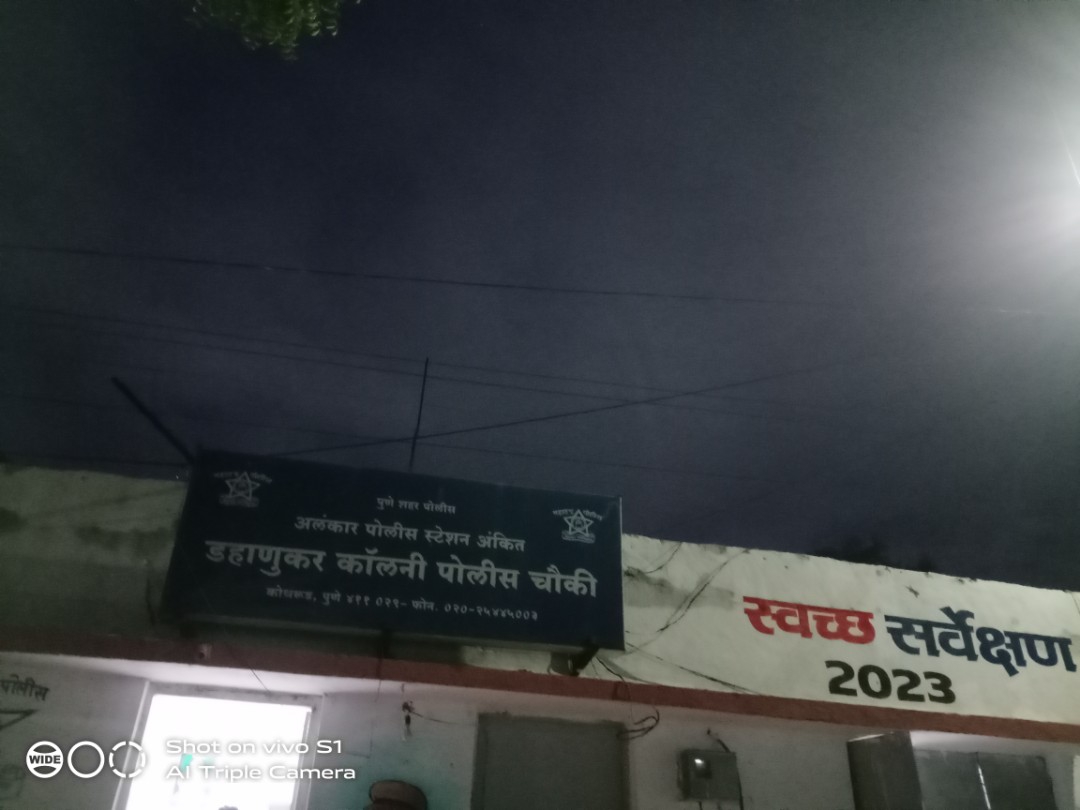 पुणे शहर पोलीस
अलंकार पोलीस स्टेशन अंकित
डहाणुकर कॉलनी पोलीस चौकी
कोथरूड, पुणे ४११ ०२९- फोन. ०२०-२५४४५००३
स्वच्छ सर्वेक्षण
2023
पोलीस
WIDE
Shot on vivo S1
AI Triple Camera